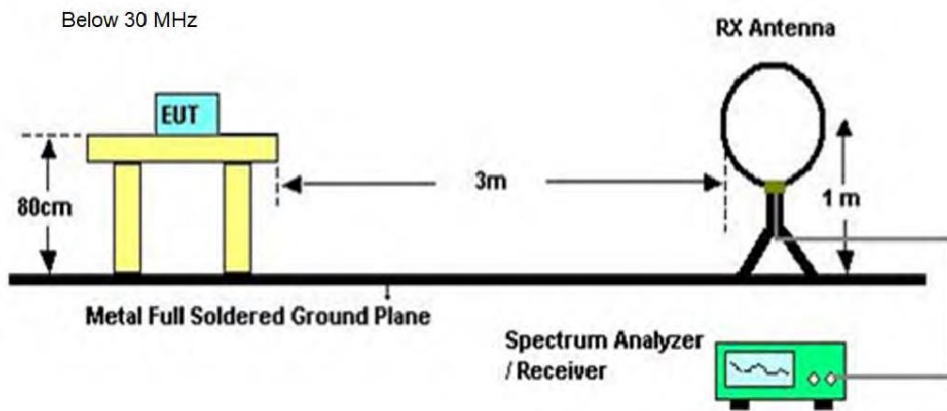 Below 30 MHz
RX Antenna
EUT
3m
80cm
1 m
Metal Full Soldered Ground Plane
Spectrum Analyzer
/ Receiver